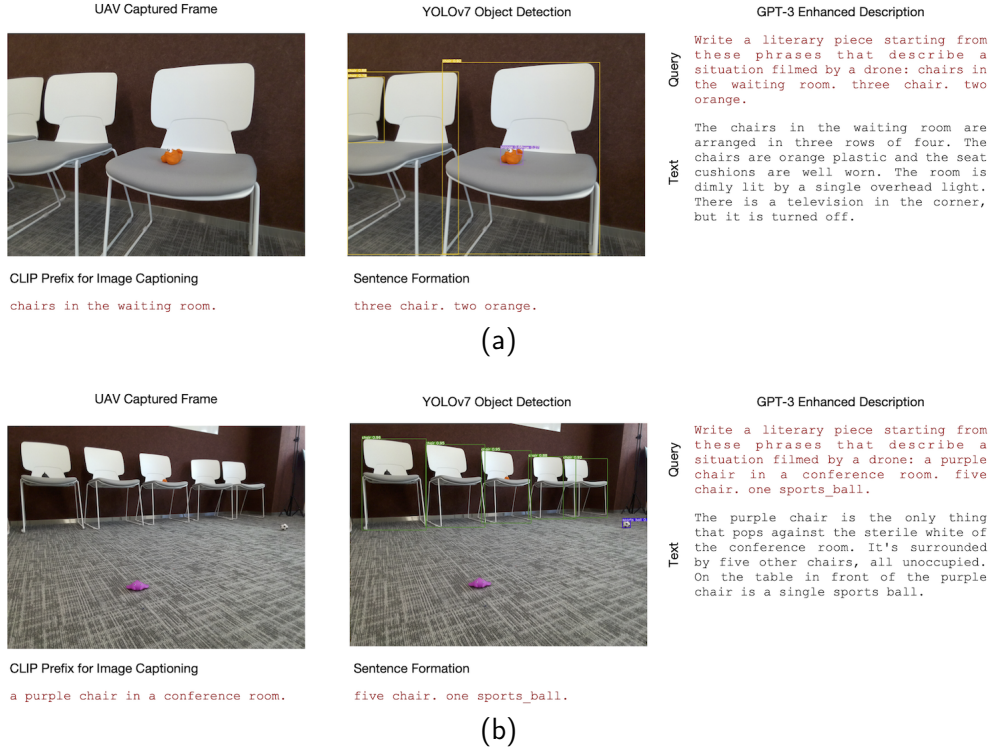 UAV Captured Frame
YOLOv7 Object Detection
GPT-3 Enhanced Description
Query
Write a literary piece starting from
these phrases that describe a
situation filmed by a drone: chairs in
the waiting room. three chair. two
orange.
Text
The chairs in the waiting room are
arranged in three rows of four. The
chairs are orange plastic and the seat
cushions are well worn. The room is
dimly lit by a single overhead light.
There is a television in the corner,
but it is turned off.
CLIP Prefix for Image Captioning
chairs in the waiting room.
Sentence Formation
three chair. two orange.
(a)
UAV Captured Frame
YOLOv7 Object Detection
GPT-3 Enhanced Description
Query
Write a literary piece starting from
these phrases that describe a
situation filmed by a drone: a purple
chair in a conference room. five
chair. one sports_ball.
Text
The purple chair is the only thing
that pops against the sterile white of
the conference room. It's surrounded
by five other chairs, all unoccupied.
On the table in front of the purple
chair is a single sports ball.
CLIP Prefix for Image Captioning
a purple chair in a conference room.
Sentence Formation
five chair. one sports_ball.
(b)